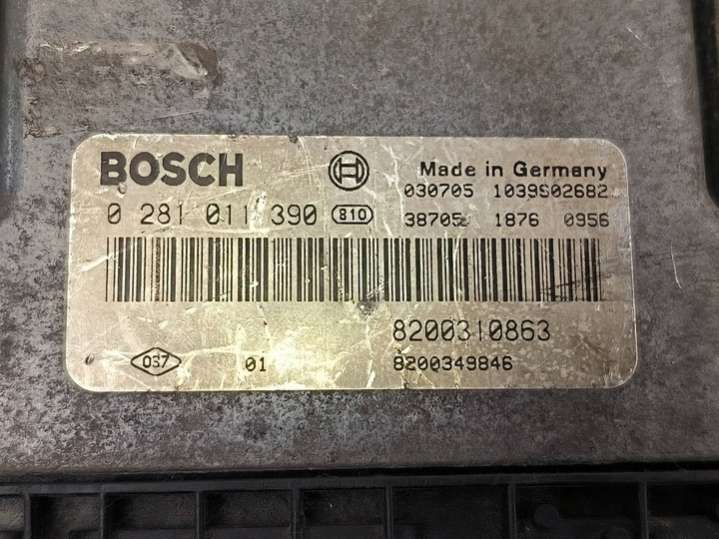 BOSCH
Made in Germany
030705 1039S02682
0 281 011 390 810
38705 1876 0956
8200310863
037 01 8200349846